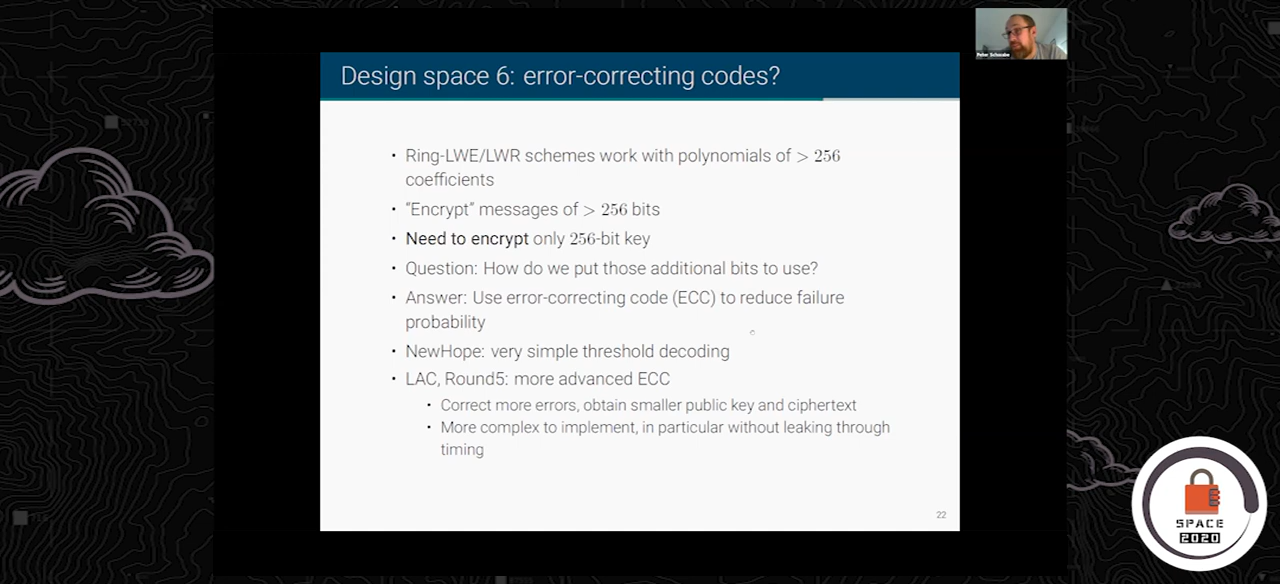 Design space 6: error-correcting codes?
Peter Schwabe
• Ring-LWE/LWR schemes work with polynomials of > 256
coefficients
• “Encrypt” messages of > 256 bits
• Need to encrypt only 256-bit key
• Question: How do we put those additional bits to use?
• Answer: Use error-correcting code (ECC) to reduce failure
probability
• NewHope: very simple threshold decoding
• LAC, Round5: more advanced ECC
• Correct more errors, obtain smaller public key and ciphertext
• More complex to implement, in particular without leaking through
timing
22
SPACE
2020